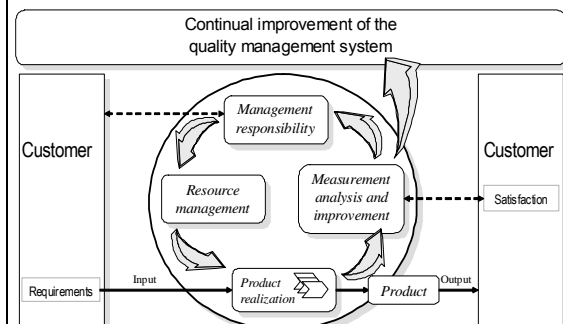 Continual improvement of the
quality management system
Management
responsibility
Customer
Customer
Resource
management
Measurement
analysis and
improvement
Satisfaction
Input
Output
Requirements
Product
realization
Product